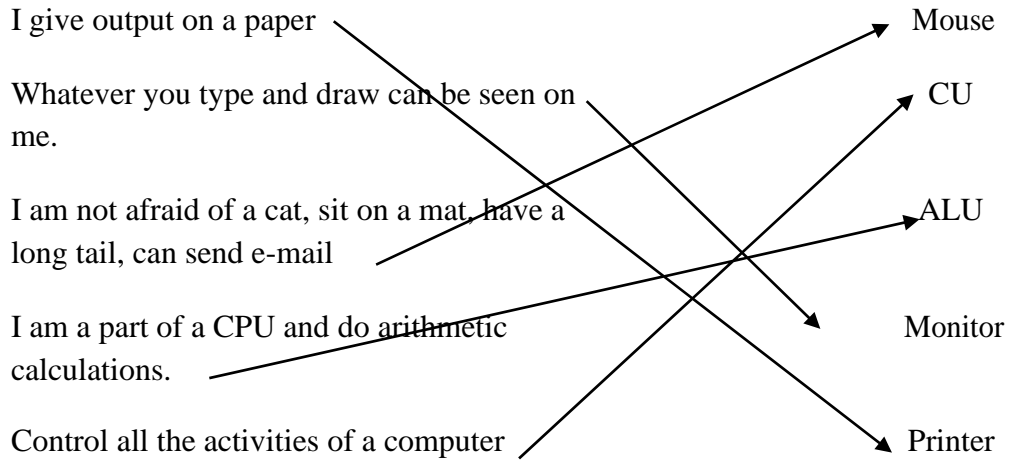 I give output on a paper Mouse
Whatever you type and draw can be seen on CU
me.
I am not afraid of a cat, sit on a mat, have a ALU
long tail, can send e-mail
I am a part of a CPU and do arithmetic Monitor
calculations.
Control all the activities of a computer Printer